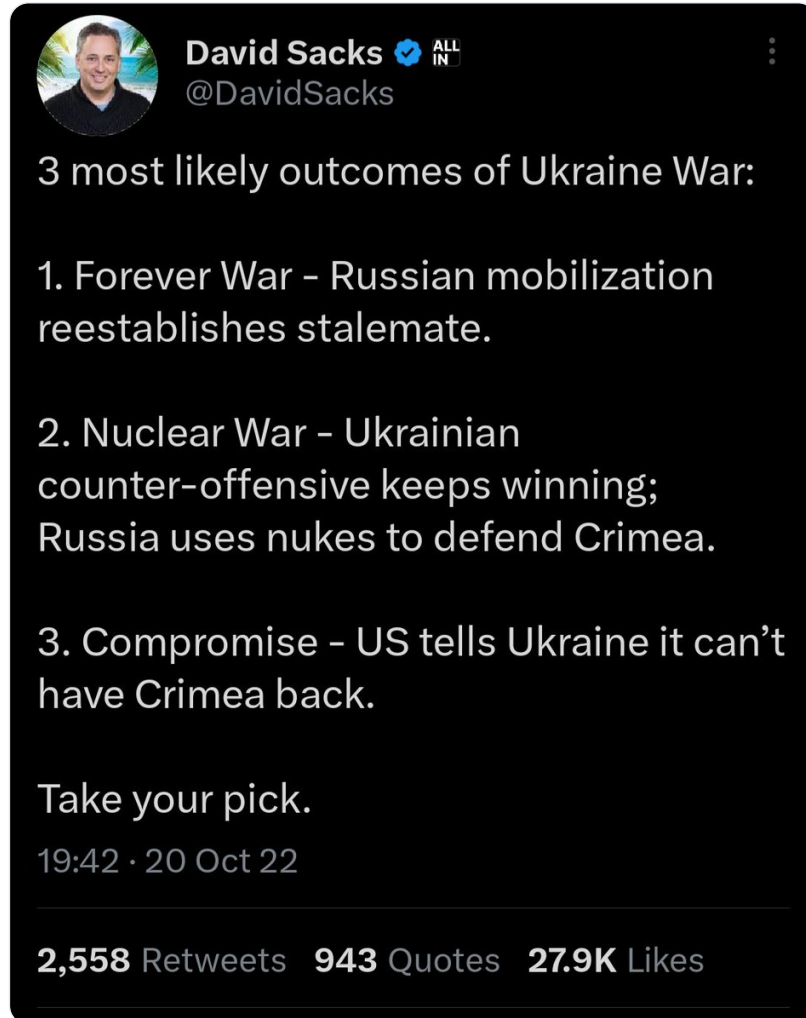 David Sacks ALL IN
@DavidSacks
3 most likely outcomes of Ukraine War:
1. Forever War - Russian mobilization
reestablishes stalemate.
2. Nuclear War - Ukrainian
counter-offensive keeps winning;
Russia uses nukes to defend Crimea.
3. Compromise - US tells Ukraine it can’t
have Crimea back.
Take your pick.
19:42 · 20 Oct 22
2,558 Retweets 943 Quotes 27.9K Likes